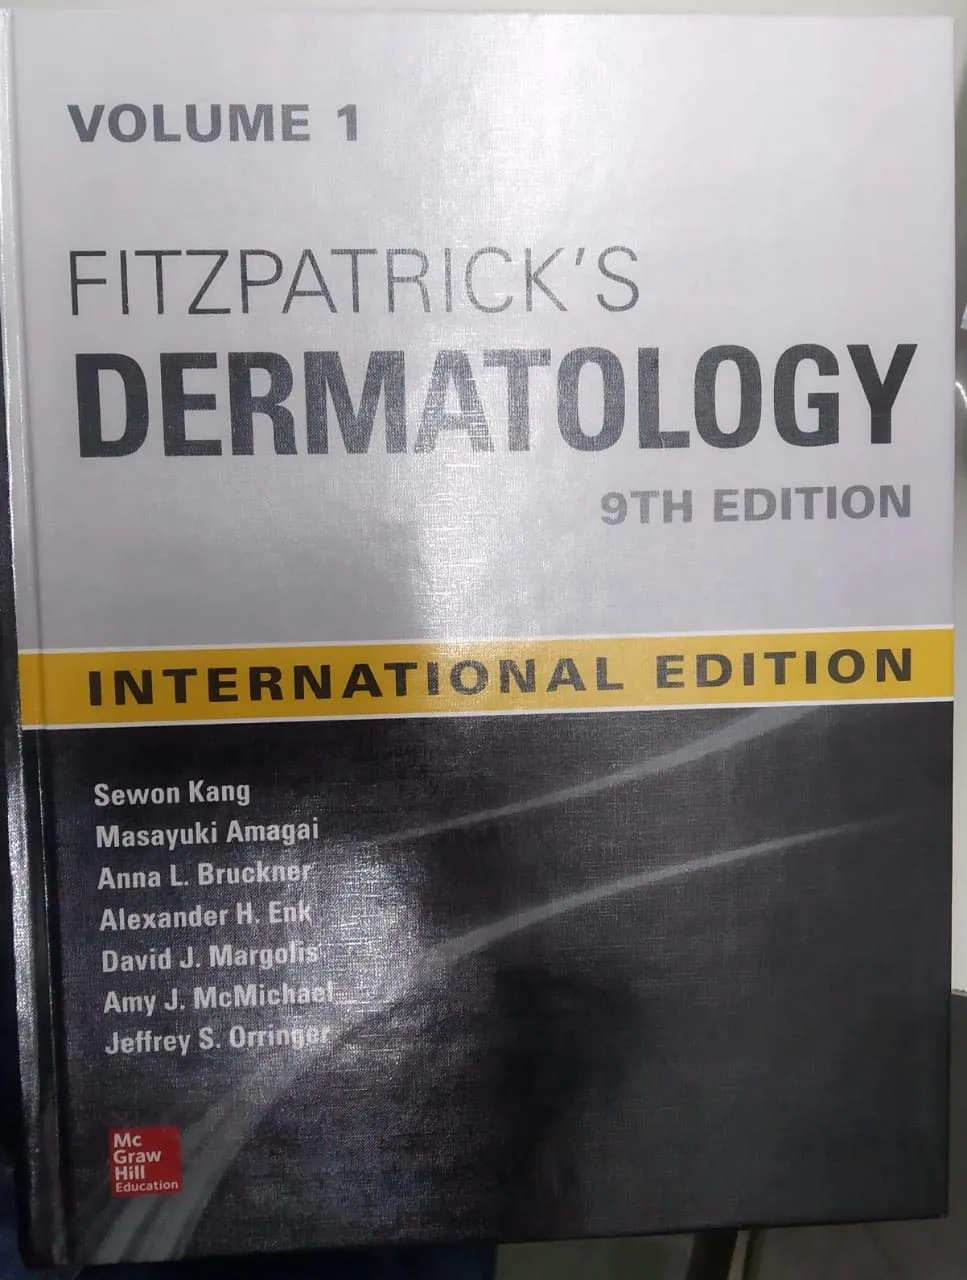 VOLUME 1
FITZPATRICK'S
DERMATOLOGY
9TH EDITION
INTERNATIONAL EDITION
Sewon Kang
Masayuki Amagai
Anna L. Bruckner
Alexander H. Enk
David J. Margolis
Amy J. McMichael
Jeffrey S. Orringer
Mc
Graw
Hill
Education